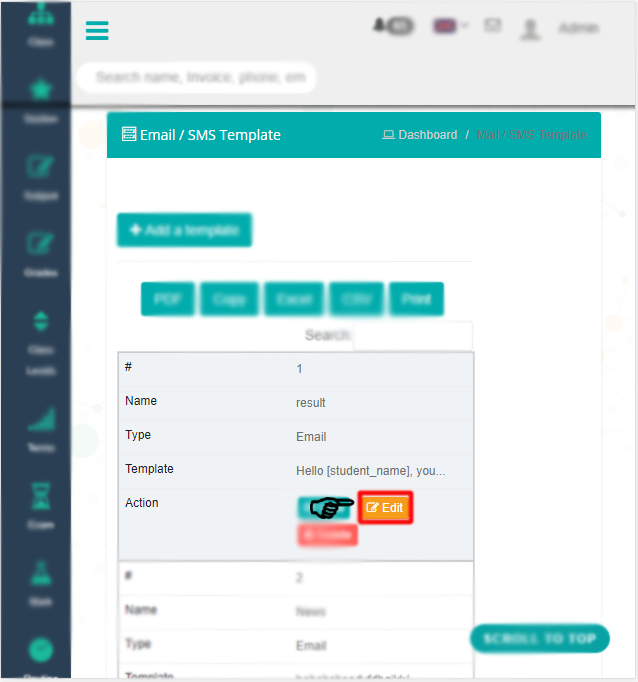 Class
Admin
Search name, Invoice, phone, em
Section
Email / SMS Template
Dashboard / Mail / SMS Template
Subject
Add a template
Grades
PDF
Copy
Excel
CSV
Print
Search:
Class
Levels
# 1
Name result
Type Email
Template Hello [student_name], you...
Terms
Action
Edit
Delete
Exam
# 2
Name News
Type Email
SCROLL TO TOP
Template